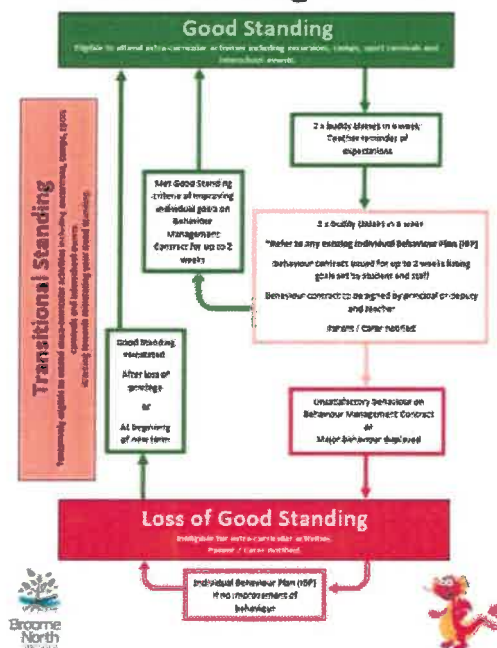 Good Standing
Eligible to attend extra-curricular activities including excursions, camps, sport carnivals and
interschool events.
2 x buddy classes in a week
Teacher reminder of
expectations
Met Good Standing
criteria of improving
individual goals on
Behaviour
Management
Contract for up to 2
weeks
3 x buddy classes in a week
*Refer to any existing Individual Behaviour Plan (IBP)
Behaviour contract issued for up to 2 weeks listing
goals set by student and staff
Behaviour contract to be signed by principal or deputy
and teacher
Parent / Carer notified
Transitional Standing
extra-curricular activities
Good Standing
reinstated
After loss of
privilege
or
At beginning
of new term
Unsatisfactory behaviour on
Behaviour Management Contract
or
Major behaviour displayed
Loss of Good Standing
Ineligible for extra-curricular activities.
Parent / Carer notified.
Individual Behaviour Plan (IBP)
if no improvement of
behaviour
Broome
North